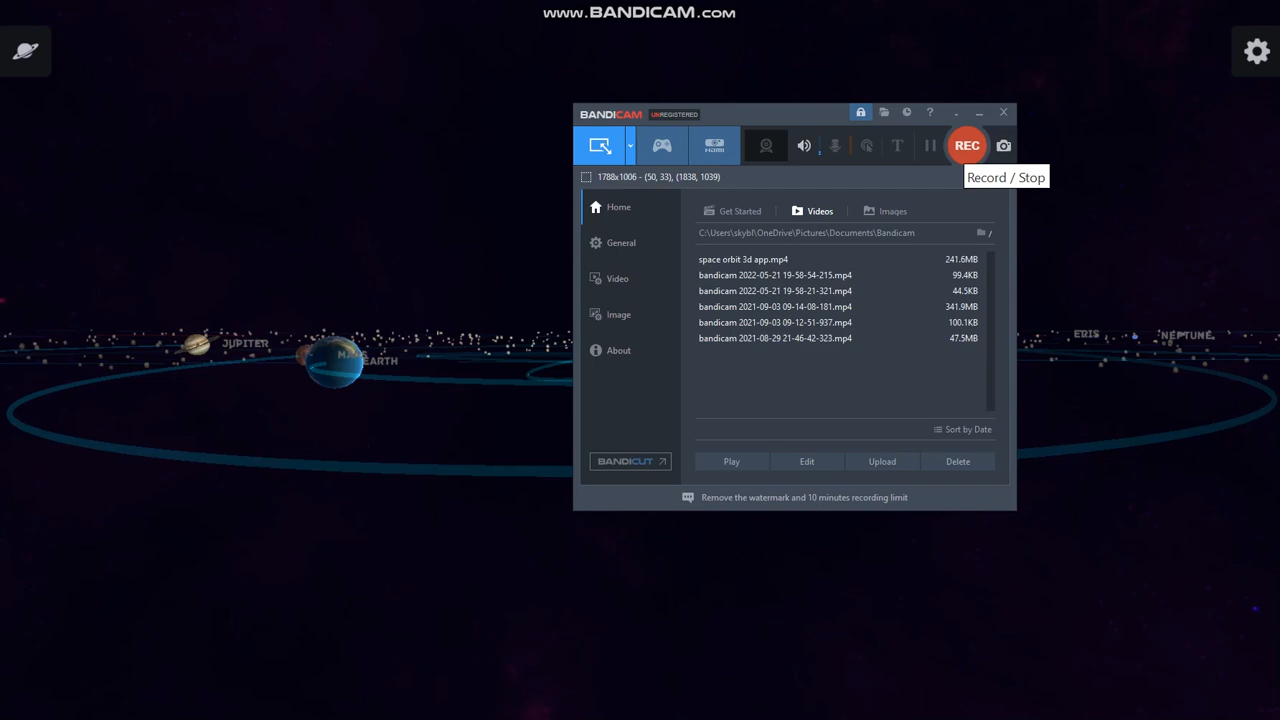 www.BANDICAM.com
BANDICAM UNREGISTERED
?
HDMI
T
REC
1788x1006 - (50, 33), (1838, 1039)
Record / Stop
Home
General
Video
Image
About
Get Started
Videos
Images
C:\Users\skybl\OneDrive\Pictures\Documents\Bandicam
/
space orbit 3d app.mp4 241.6MB
bandicam 2022-05-21 19-58-54-215.mp4 99.4KB
bandicam 2022-05-21 19-58-21-321.mp4 44.5KB
bandicam 2021-09-03 09-14-08-181.mp4 341.9MB
bandicam 2021-09-03 09-12-51-937.mp4 100.1KB
bandicam 2021-08-29 21-46-42-323.mp4 47.5MB
Sort by Date
BANDICUT
Play
Edit
Upload
Delete
Remove the watermark and 10 minutes recording limit
JUPITER
MARS
EARTH
ERIS
NEPTUNE